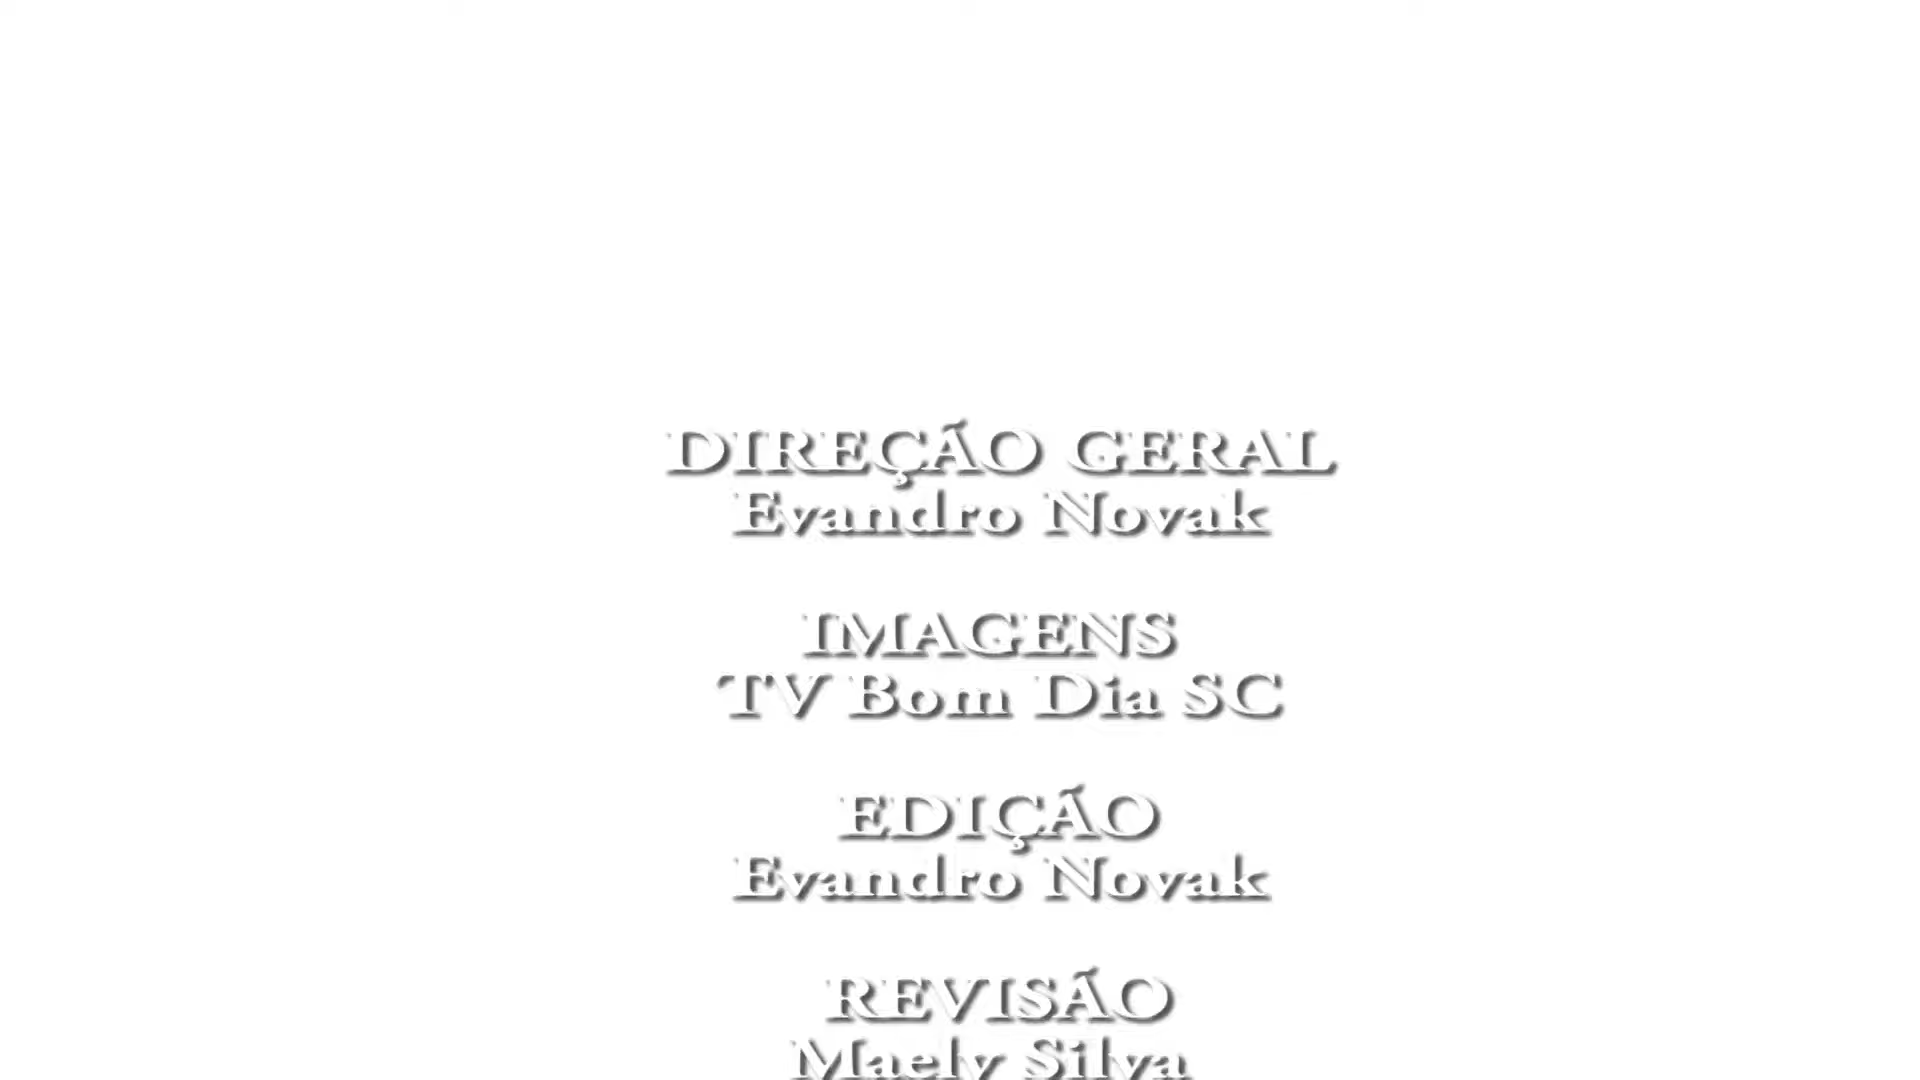 DIREÇÃO GERAL
Evandro Novak
IMAGENS
TV Bom Dia SC
EDIÇÃO
Evandro Novak
REVISÃO
Maely Silva